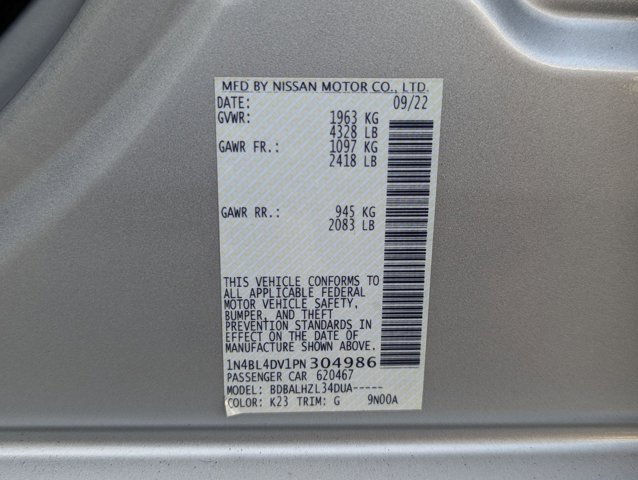 MFD BY NISSAN MOTOR CO., LTD.
DATE: 09/22
GVWR: 1963 KG
4328 LB
GAWR FR.: 1097 KG
2418 LB
GAWR RR.: 945 KG
2083 LB
THIS VEHICLE CONFORMS TO
ALL APPLICABLE FEDERAL
MOTOR VEHICLE SAFETY,
BUMPER, AND THEFT
PREVENTION STANDARDS IN
EFFECT ON THE DATE OF
MANUFACTURE SHOWN ABOVE.
1N4BL4DV1PN304986
PASSENGER CAR 620467
MODEL: BDBALHZL34DUA-----
COLOR: K23 TRIM: G 9N00A